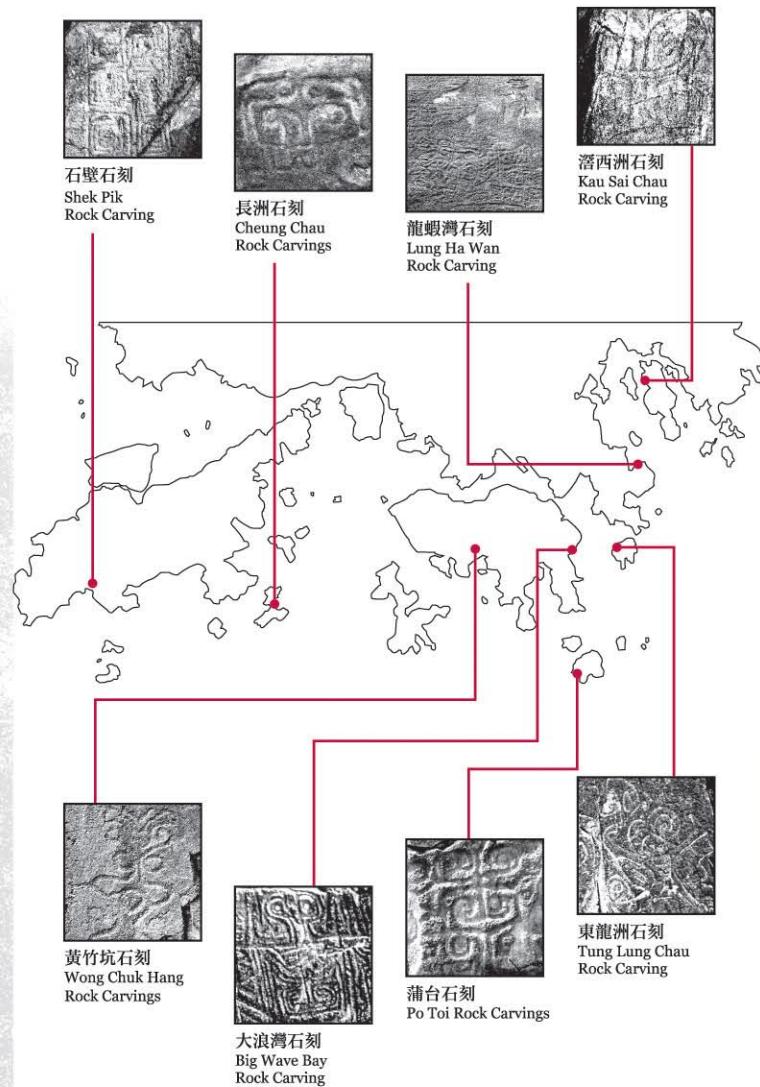 石壁石刻
Shek Pik
Rock Carving
長洲石刻
Cheung Chau
Rock Carvings
龍蝦灣石刻
Lung Ha Wan
Rock Carving
滘西洲石刻
Kau Sai Chau
Rock Carving
黃竹坑石刻
Wong Chuk Hang
Rock Carvings
大浪灣石刻
Big Wave Bay
Rock Carving
蒲台石刻
Po Toi Rock Carvings
東龍洲石刻
Tung Lung Chau
Rock Carving